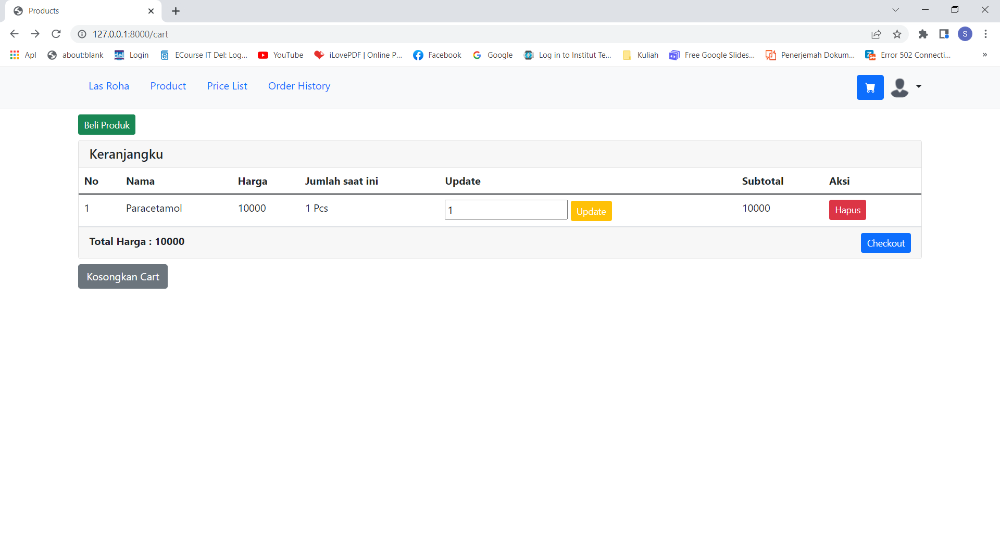 Products
127.0.0.1:8000/cart
S
Apl about:blank del Login ECourse IT Del: Log... YouTube iLovePDF | Online P... Facebook Google Log in to Institut Te... Kuliah Free Google Slides... Penerjemah Dokum... Error 502 Connecti... »
Las Roha Product Price List Order History
Beli Produk
Keranjangku
No Nama Harga Jumlah saat ini Update Subtotal Aksi
1 Paracetamol 10000 1 Pcs 1 Update 10000 Hapus
Total Harga : 10000 Checkout
Kosongkan Cart